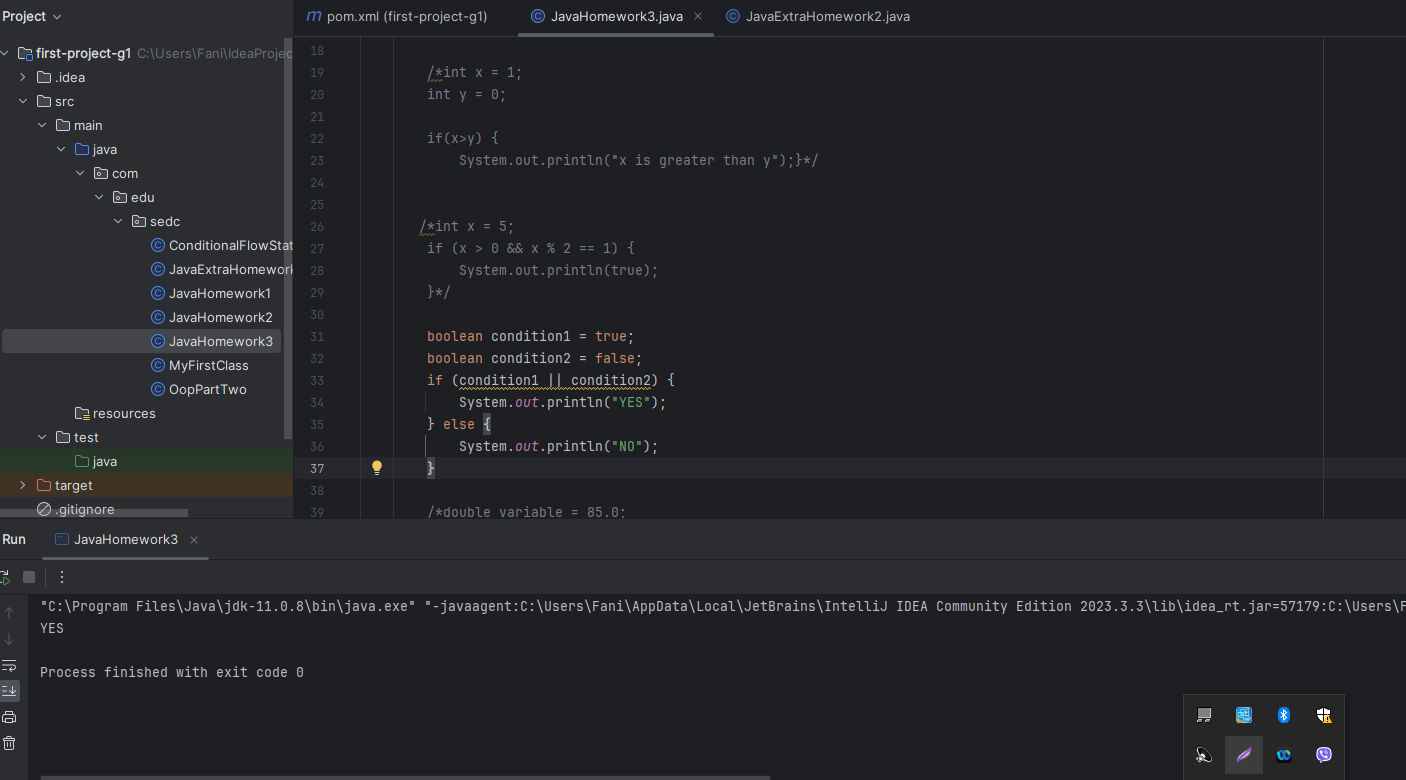 Project
pom.xml (first-project-g1)
JavaHomework3.java
JavaExtraHomework2.java
first-project-g1 C:\Users\Fani\IdeaProjec
.idea
src
main
java
com
edu
sedc
ConditionalFlowStat
JavaExtraHomework
JavaHomework1
JavaHomework2
JavaHomework3
MyFirstClass
OopPartTwo
resources
test
java
target
.gitignore
18
19 /*int x = 1;
20 int y = 0;
21
22 if(x>y) {
23 System.out.println("x is greater than y");}*/
24
25
26 /*int x = 5;
27 if (x > 0 && x % 2 == 1) {
28 System.out.println(true);
29 }*/
30
31 boolean condition1 = true;
32 boolean condition2 = false;
33 if (condition1 || condition2) {
34 System.out.println("YES");
35 } else {
36 System.out.println("NO");
37 }
38
39 /*double variable = 85.0;
Run JavaHomework3
"C:\Program Files\Java\jdk-11.0.8\bin\java.exe" "-javaagent:C:\Users\Fani\AppData\Local\JetBrains\IntelliJ IDEA Community Edition 2023.3.3\lib\idea_rt.jar=57179:C:\Users\F
YES
Process finished with exit code 0